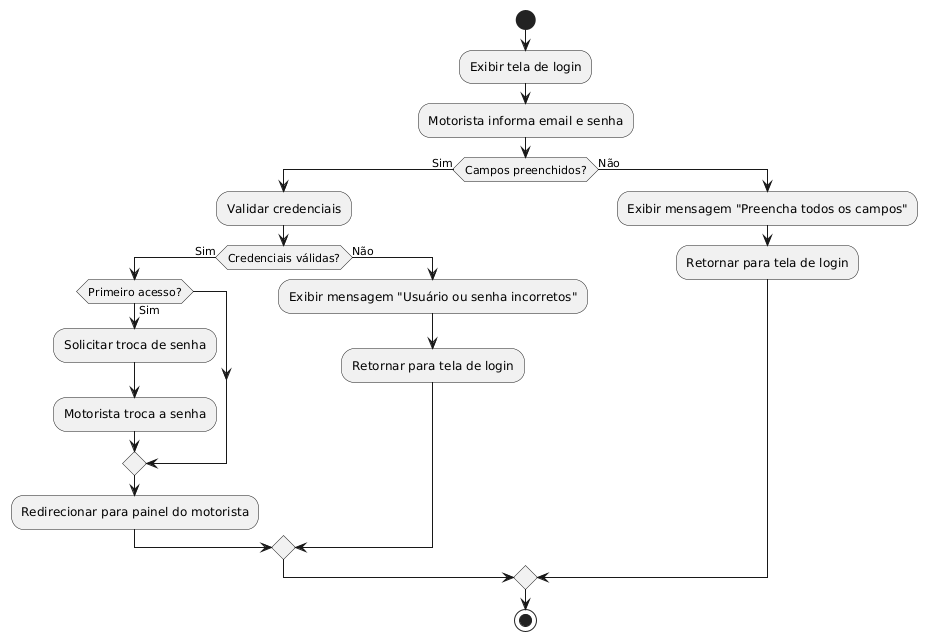 Exibir tela de login
Motorista informa email e senha
Sim
Campos preenchidos?
Não
Validar credenciais
Exibir mensagem "Preencha todos os campos"
Sim
Credenciais válidas?
Não
Retornar para tela de login
Primeiro acesso?
Exibir mensagem "Usuário ou senha incorretos"
Sim
Solicitar troca de senha
Retornar para tela de login
Motorista troca a senha
Redirecionar para painel do motorista